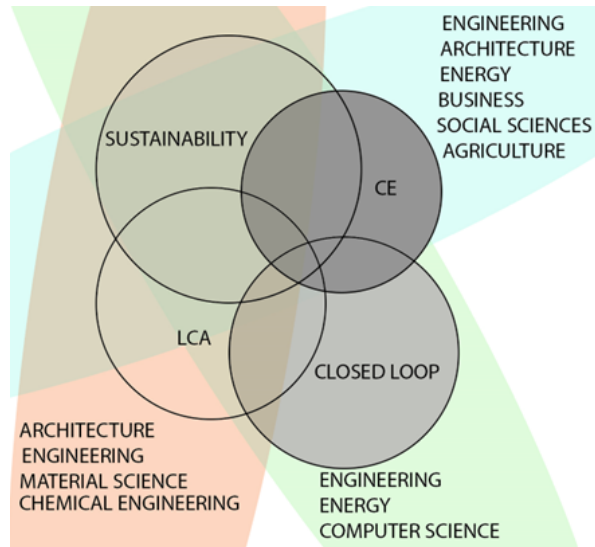 ENGINEERING
ARCHITECTURE
ENERGY
BUSINESS
SOCIAL SCIENCES
AGRICULTURE
SUSTAINABILITY
CE
LCA
CLOSED LOOP
ARCHITECTURE
ENGINEERING
MATERIAL SCIENCE
CHEMICAL ENGINEERING
ENGINEERING
ENERGY
COMPUTER SCIENCE